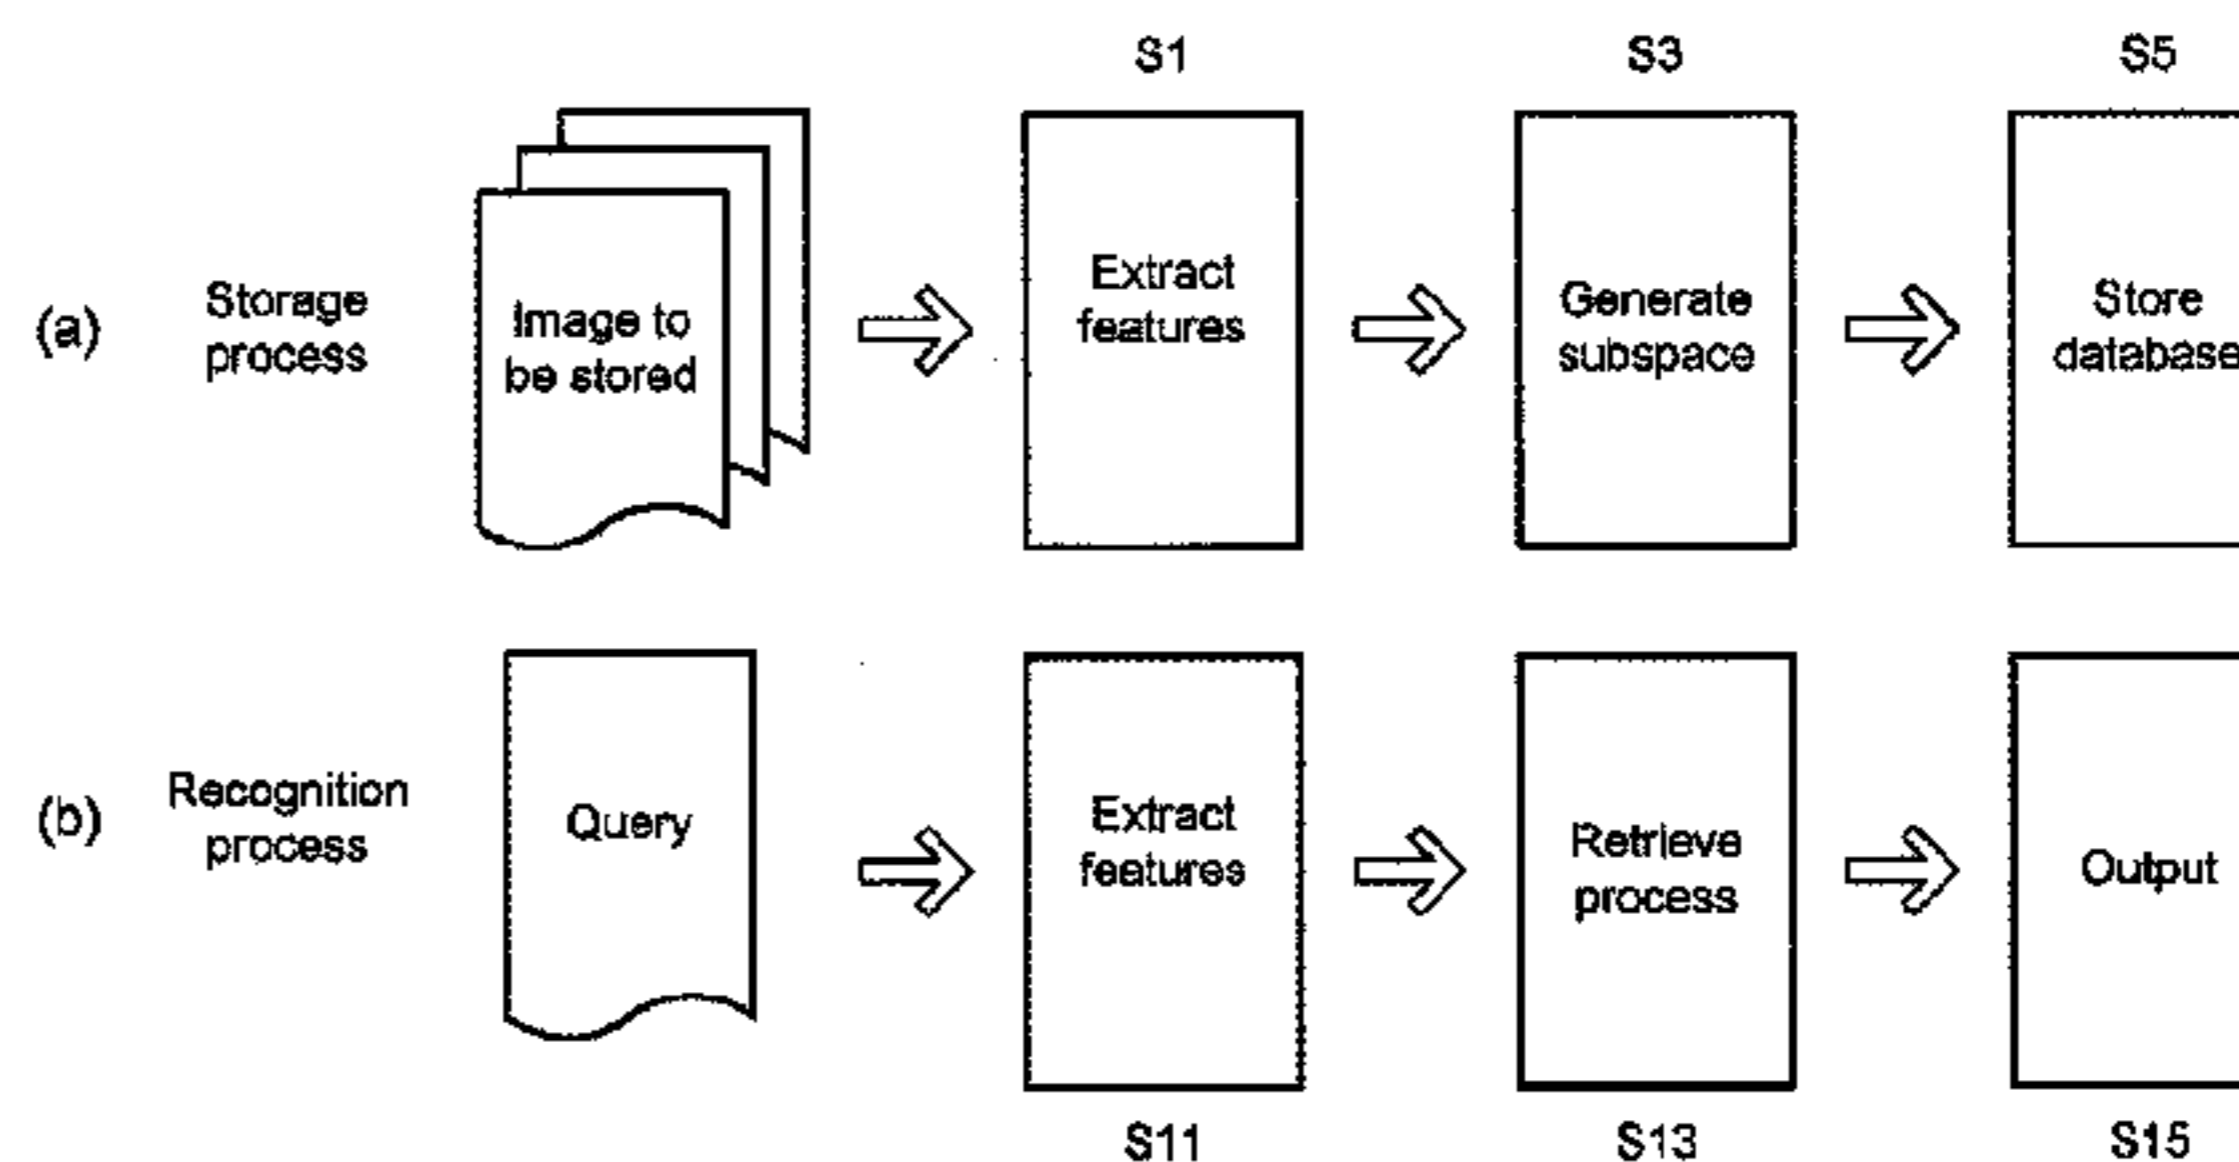 S1
S3
S5
(a)
Storage
process
Image to
be stored
Extract
features
Generate
subspace
Store
database
(b)
Recognition
process
Query
Extract
features
Retrieve
process
Output
S11
S13
S15